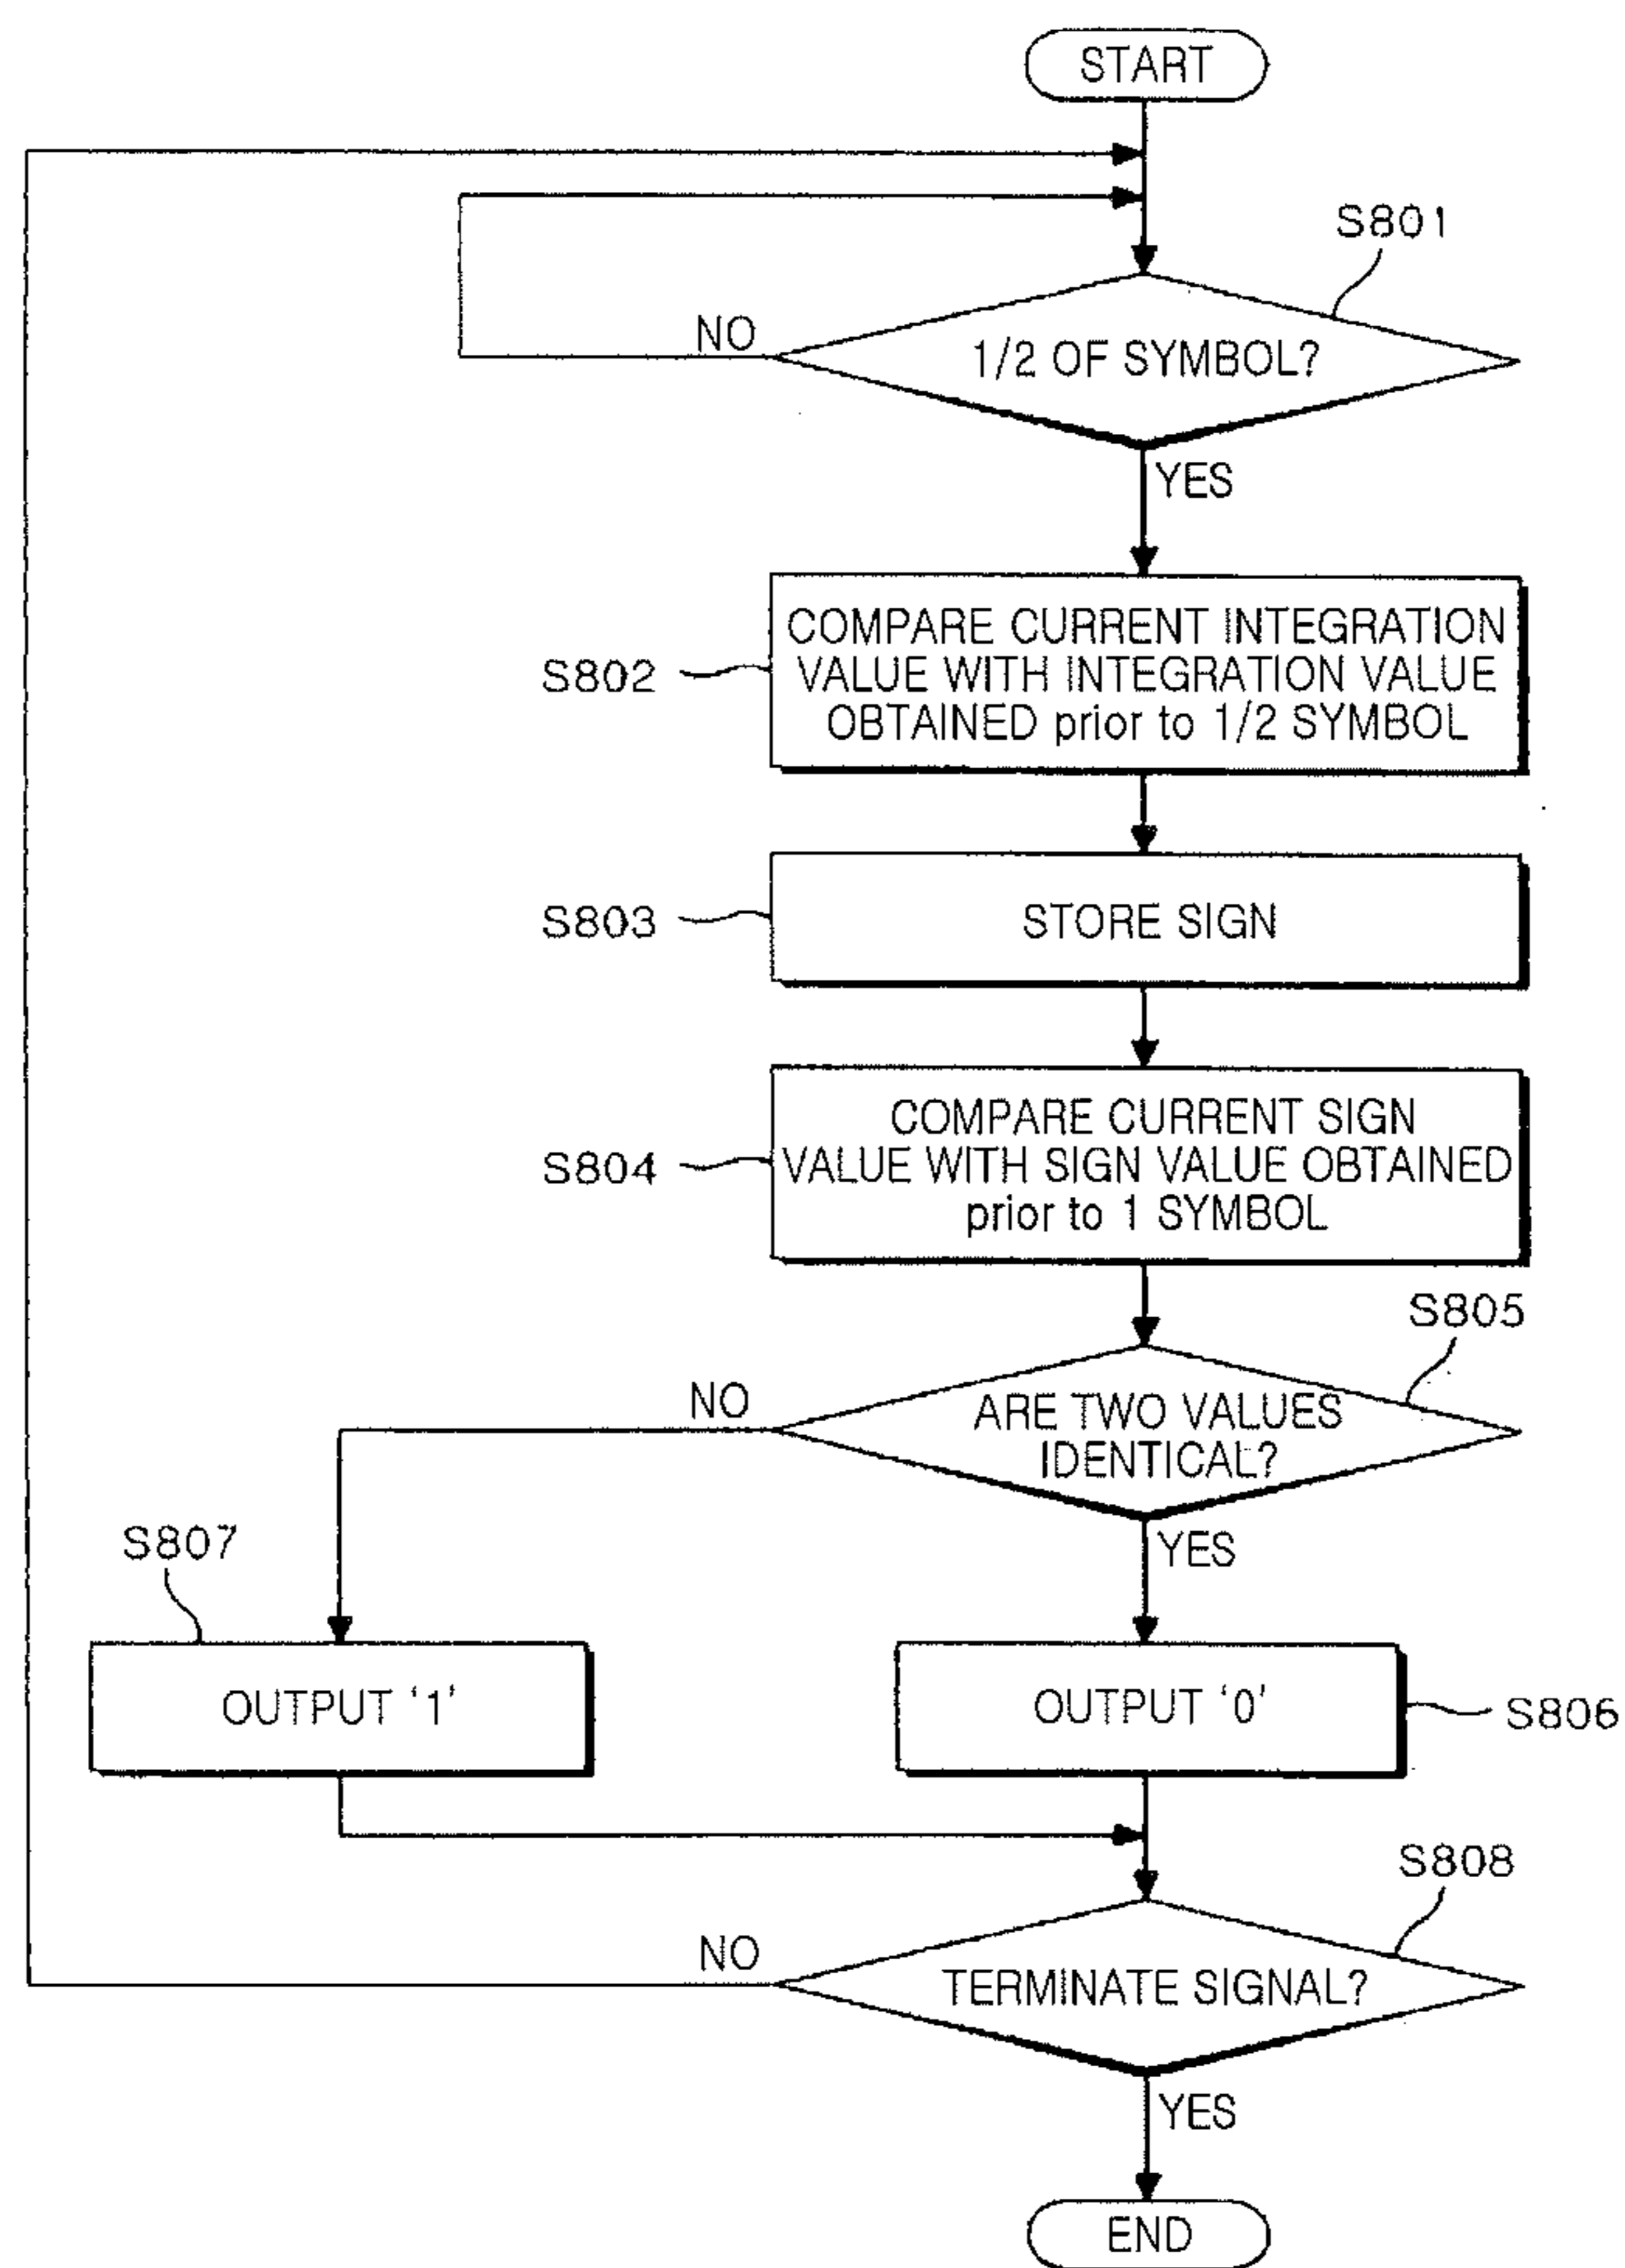 START
S801
NO
1/2 OF SYMBOL?
YES
COMPARE CURRENT INTEGRATION
VALUE WITH INTEGRATION VALUE
OBTAINED prior to 1/2 SYMBOL
S802
STORE SIGN
S803
COMPARE CURRENT SIGN
VALUE WITH SIGN VALUE OBTAINED
prior to 1 SYMBOL
S804
S805
NO
ARE TWO VALUES
IDENTICAL?
YES
S807
OUTPUT '1'
OUTPUT '0'
S806
S808
NO
TERMINATE SIGNAL?
YES
END